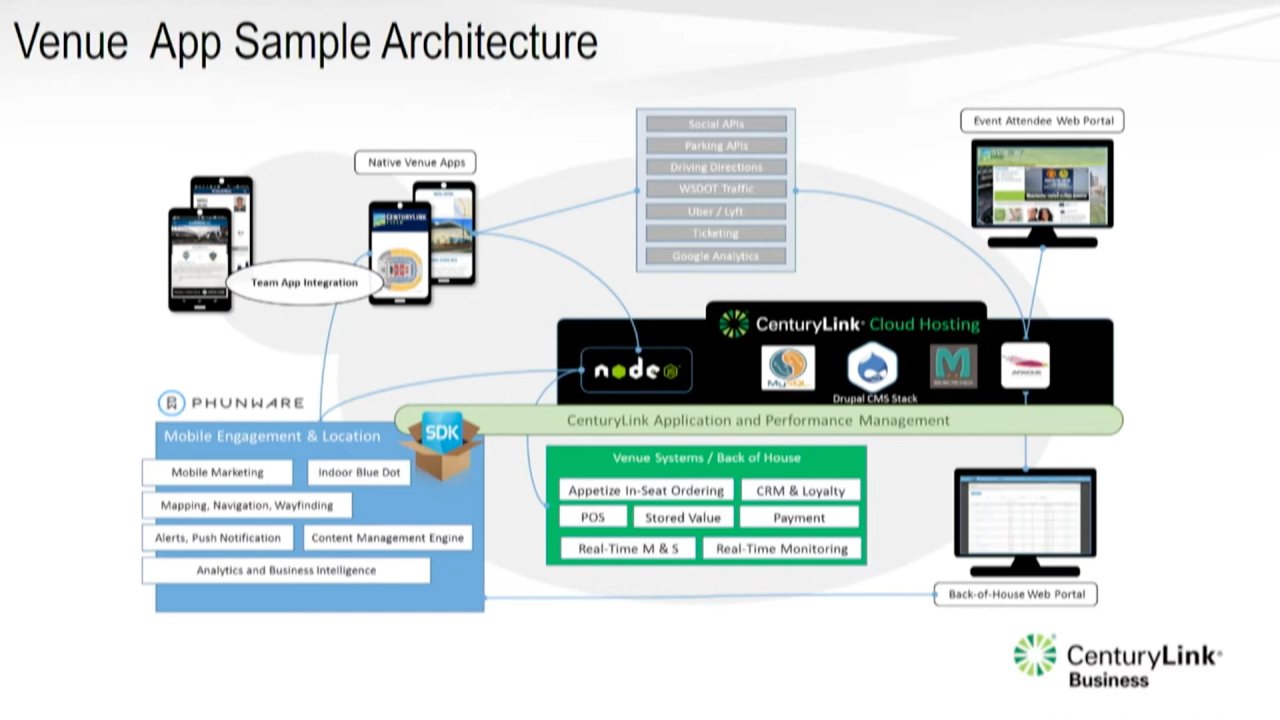 Venue App Sample Architecture
Native Venue Apps
CENTURYLINK
Team App Integration
Social APIs
Parking APIs
Driving Directions
WSDOT Traffic
Uber / Lyft
Ticketing
Google Analytics
Event Attendee Web Portal
CenturyLink® Cloud Hosting
node JS
MySQL
Drupal CMS Stack
APACHE
CenturyLink Application and Performance Management
PHUNWARE
Mobile Engagement & Location
SDK
Mobile Marketing
Indoor Blue Dot
Mapping, Navigation, Wayfinding
Alerts, Push Notification
Content Management Engine
Analytics and Business Intelligence
Venue Systems / Back of House
Appetize In-Seat Ordering
CRM & Loyalty
POS
Stored Value
Payment
Real-Time M & S
Real-Time Monitoring
Back-of-House Web Portal
CenturyLink®
Business